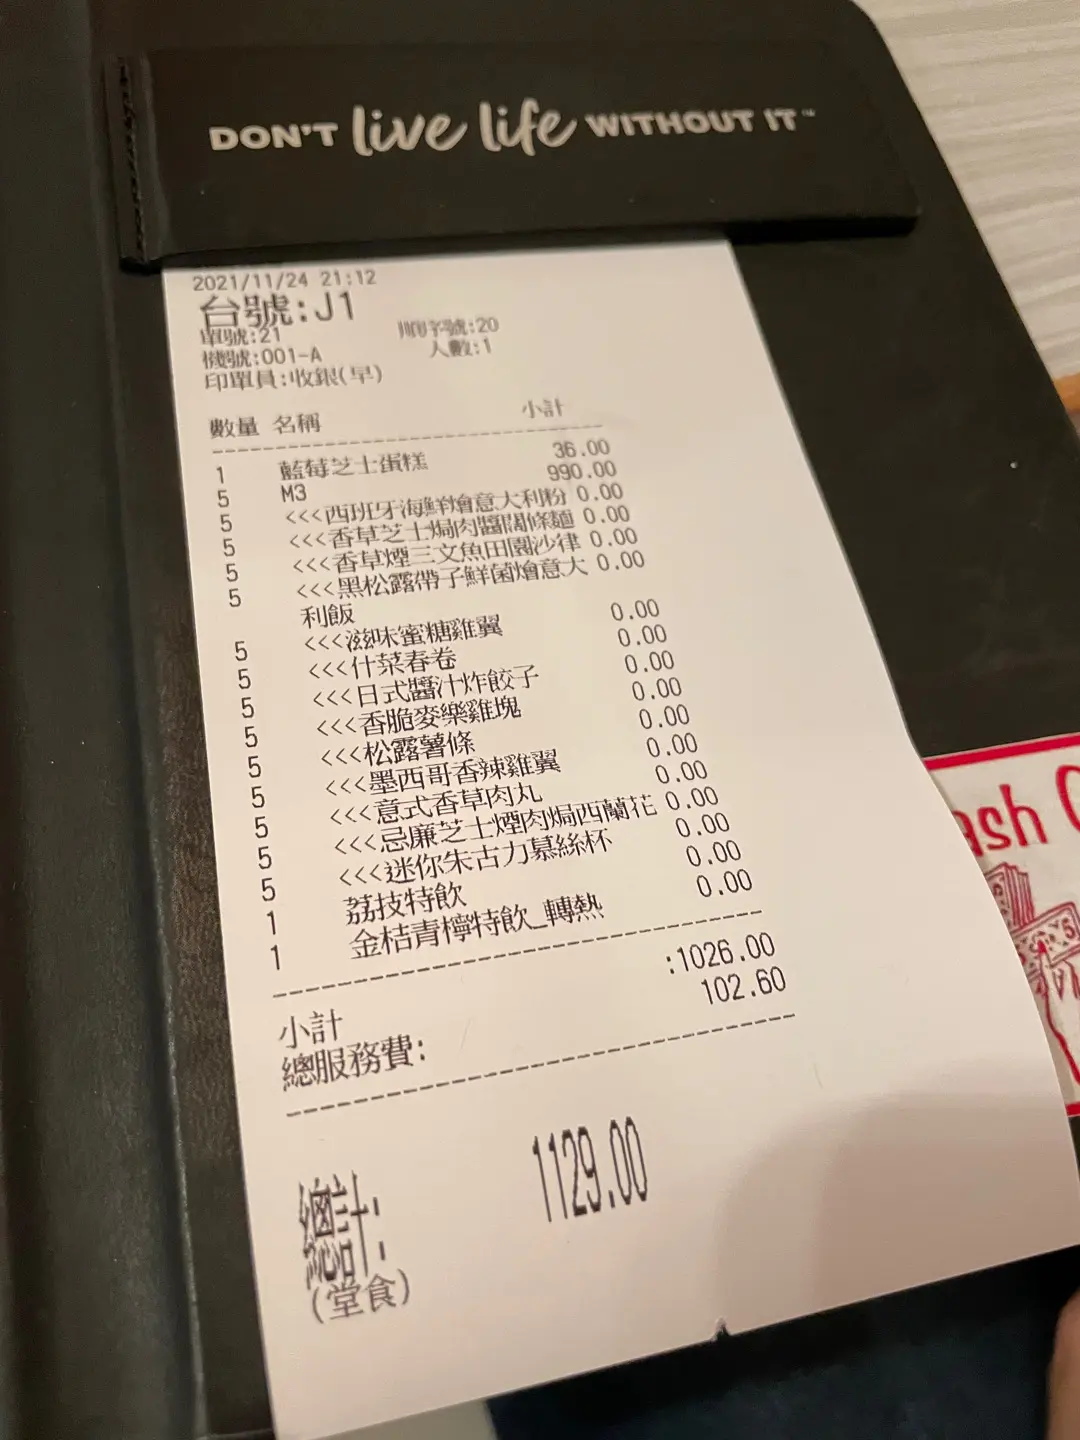 DON'T live life WITHOUT IT™
2021/11/24 21:12
台號:J1
單號:21 順字號:20
機號:001-A 人數:1
印單員:收銀(早)
數量 名稱 小計
1 藍莓芝士蛋糕 36.00
5 M3 990.00
5 <<<西班牙海鮮燴意大利粉 0.00
5 <<<香草芝士焗肉醬闊條麵 0.00
5 <<<香草煙三文魚田園沙律 0.00
5 <<<黑松露帶子鮮菌燴意大 0.00
利飯
5 <<<滋味蜜糖雞翼 0.00
5 <<<什菜春卷 0.00
5 <<<日式醬汁炸餃子 0.00
5 <<<香脆麥樂雞塊 0.00
5 <<<松露薯條 0.00
5 <<<墨西哥香辣雞翼 0.00
5 <<<意式香草肉丸 0.00
5 <<<忌廉芝士煙肉焗西蘭花 0.00
5 <<<迷你朱古力慕絲杯 0.00
1 荔技特飲 0.00
1 金桔青檸特飲_轉熱 0.00
小計 :1026.00
總服務費: 102.60
總計: 1129.00
(堂食)
ash
5